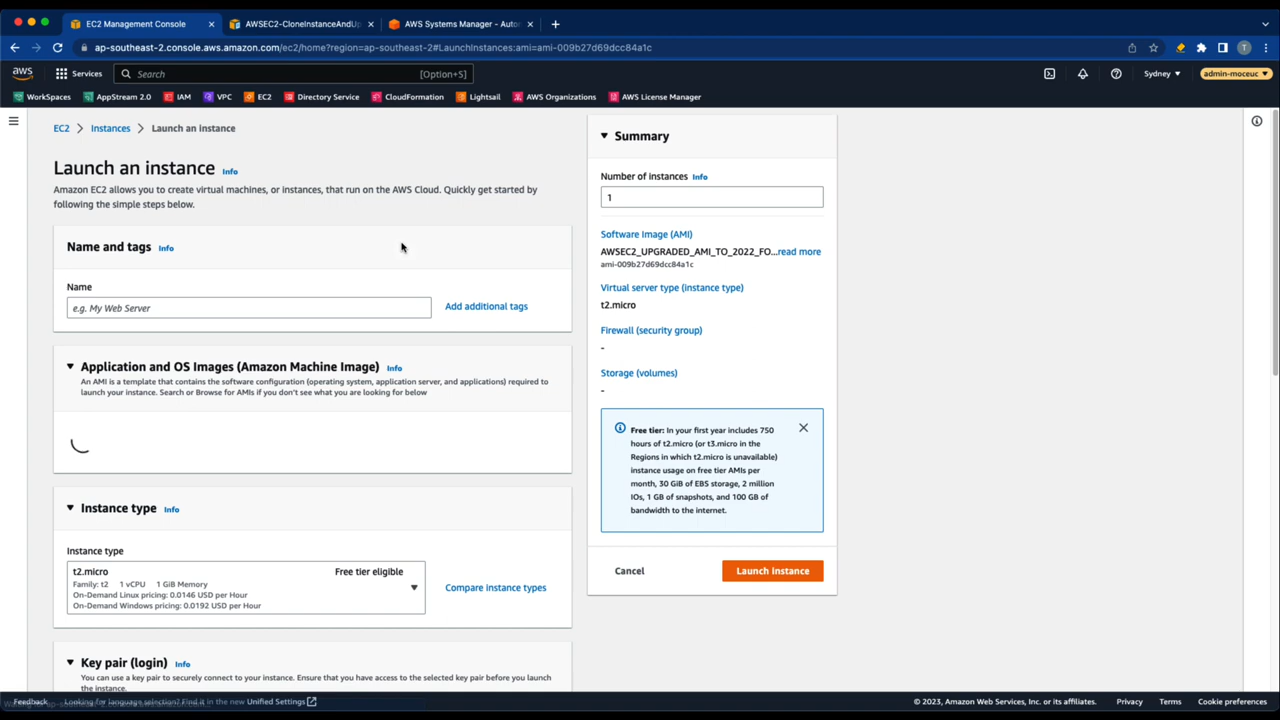 EC2 Management Console
AWSEC2-CloneInstanceAndUp
AWS Systems Manager - Auto
ap-southeast-2.console.aws.amazon.com/ec2/home?region=ap-southeast-2#LaunchInstances:ami=ami-009b27d69dcc84a1c
T
aws
Services
Search
[Option+S]
Sydney
admin-moceuc
WorkSpaces
AppStream 2.0
IAM
VPC
EC2
Directory Service
CloudFormation
Lightsail
AWS Organizations
AWS License Manager
EC2 > Instances > Launch an instance
Launch an instance Info
Amazon EC2 allows you to create virtual machines, or instances, that run on the AWS Cloud. Quickly get started by
following the simple steps below.
Name and tags Info
Name
e.g. My Web Server
Add additional tags
Application and OS Images (Amazon Machine Image) Info
An AMI is a template that contains the software configuration (operating system, application server, and applications) required to
launch your instance. Search or Browse for AMIs if you don't see what you are looking for below
Instance type Info
Instance type
t2.micro
Free tier eligible
Family: t2 1 vCPU 1 GiB Memory
On-Demand Linux pricing: 0.0146 USD per Hour
On-Demand Windows pricing: 0.0192 USD per Hour
Compare instance types
Key pair (login) Info
You can use a key pair to securely connect to your instance. Ensure that you have access to the selected key pair before you launch
the instance.
Summary
Number of instances Info
1
Software Image (AMI)
AWSEC2_UPGRADED_AMI_TO_2022_FO...read more
ami-009b27d69dcc84a1c
Virtual server type (instance type)
t2.micro
Firewall (security group)
-
Storage (volumes)
-
Free tier: In your first year includes 750
hours of t2.micro (or t3.micro in the
Regions in which t2.micro is unavailable)
instance usage on free tier AMIs per
month, 30 GiB of EBS storage, 2 million
IOs, 1 GB of snapshots, and 100 GB of
bandwidth to the internet.
Cancel
Launch instance
Feedback
Looking for language selection? Find it in the new Unified Settings
© 2023, Amazon Web Services, Inc. or its affiliates.
Privacy
Terms
Cookie preferences